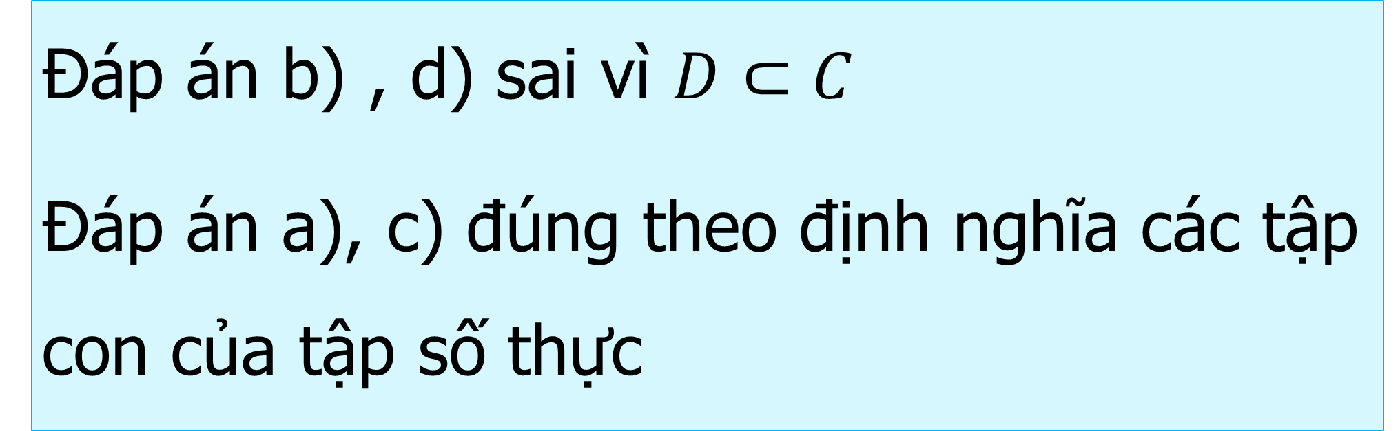 Đáp án b) , d) sai vì D ⊂ C
Đáp án a), c) đúng theo định nghĩa các tập
con của tập số thực